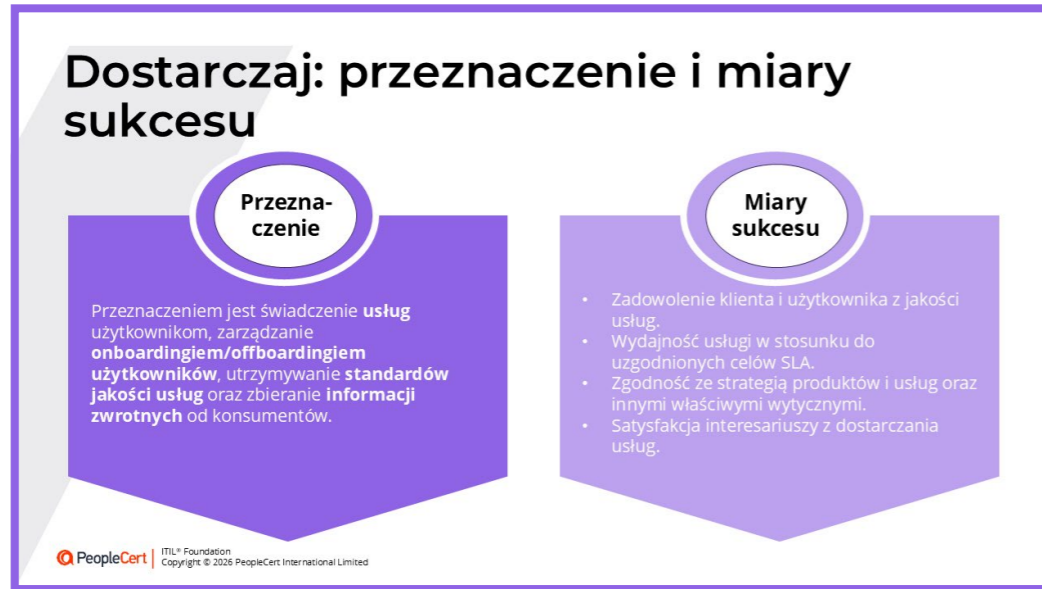 Dostarczaj: przeznaczenie i miary
sukcesu
Przezna-
czenie
Przeznaczeniem jest świadczenie usług
użytkownikom, zarządzanie
onboardingiem/offboardingiem
użytkowników, utrzymywanie standardów
jakości usług oraz zbieranie informacji
zwrotnych od konsumentów.
Miary
sukcesu
• Zadowolenie klienta i użytkownika z jakości
usług.
• Wydajność usługi w stosunku do
uzgodnionych celów SLA.
• Zgodność ze strategią produktów i usług oraz
innymi właściwymi wytycznymi.
• Satysfakcja interesariuszy z dostarczania
usług.
PeopleCert
ITIL® Foundation
Copyright © 2026 PeopleCert International Limited